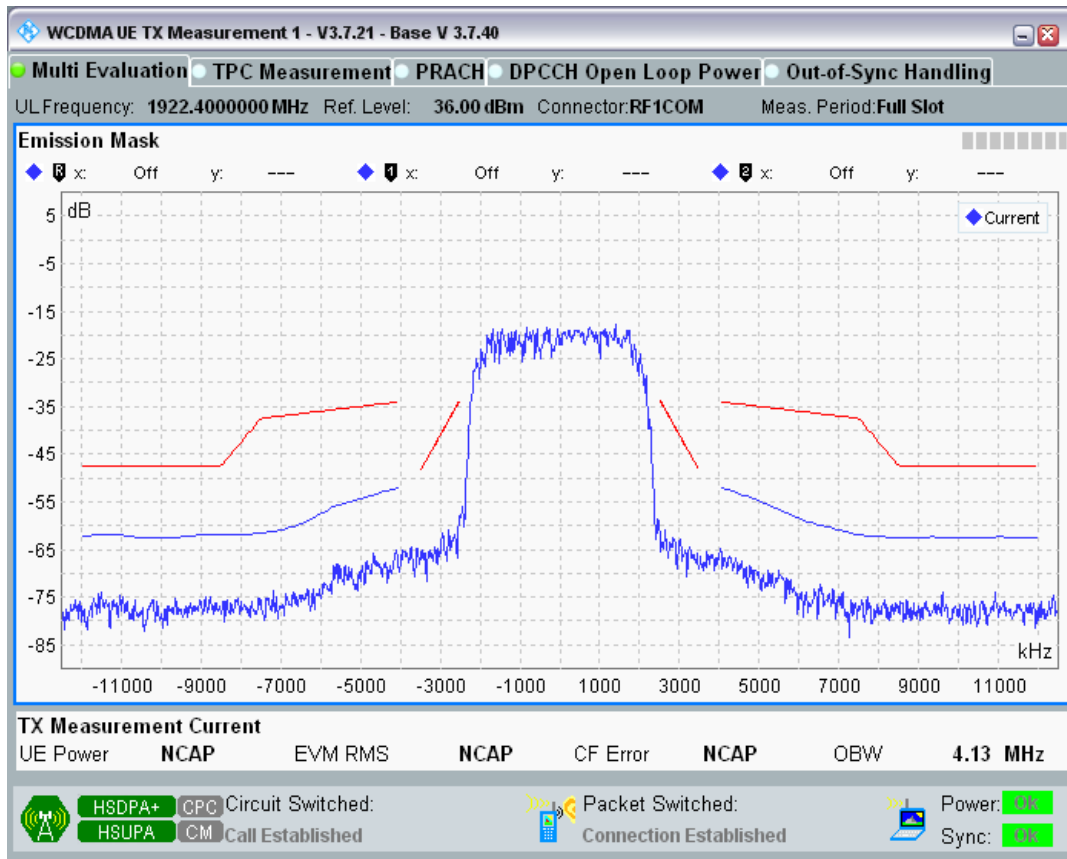 WCDMA UE TX Measurement 1 - V3.7.21 - Base V 3.7.40
Multi Evaluation TPC Measurement PRACH DPCCH Open Loop Power Out-of-Sync Handling
UL Frequency: 1922.4000000 MHz Ref. Level: 36.00 dBm Connector: RF1COM Meas. Period: Full Slot
Emission Mask
R x: Off y: --- 1 x: Off y: --- 2 x: Off y: ---
dB
Current
5
-5
-15
-25
-35
-45
-55
-65
-75
-85
kHz
-11000 -9000 -7000 -5000 -3000 -1000 1000 3000 5000 7000 9000 11000
TX Measurement Current
UE Power NCAP EVM RMS NCAP CF Error NCAP OBW 4.13 MHz
HSDPA+ CPC Circuit Switched: Packet Switched: Power: Ok
HSUPA CM Call Established Connection Established Sync: Ok